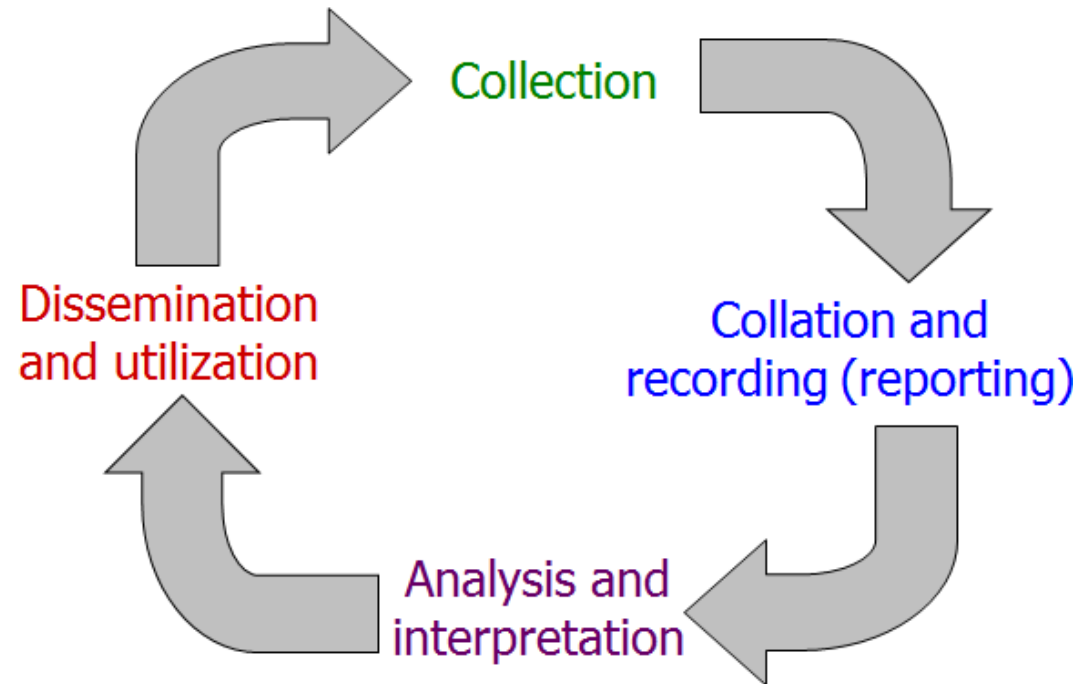 Collection
Collation and
recording (reporting)
Analysis and
interpretation
Dissemination
and utilization